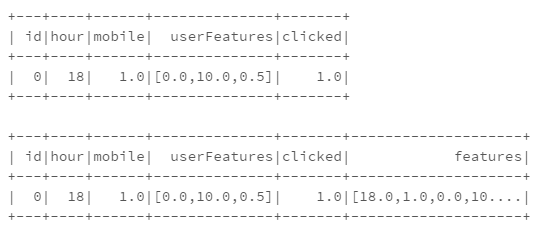 +---+----+------+--------------+-------+
| id|hour|mobile|  userFeatures|clicked|
+---+----+------+--------------+-------+
|  0|  18|   1.0|[0.0,10.0,0.5]|    1.0|
+---+----+------+--------------+-------+
+---+----+------+--------------+-------+--------------------+
| id|hour|mobile|  userFeatures|clicked|            features|
+---+----+------+--------------+-------+--------------------+
|  0|  18|   1.0|[0.0,10.0,0.5]|    1.0|[18.0,1.0,0.0,10....|
+---+----+------+--------------+-------+--------------------+